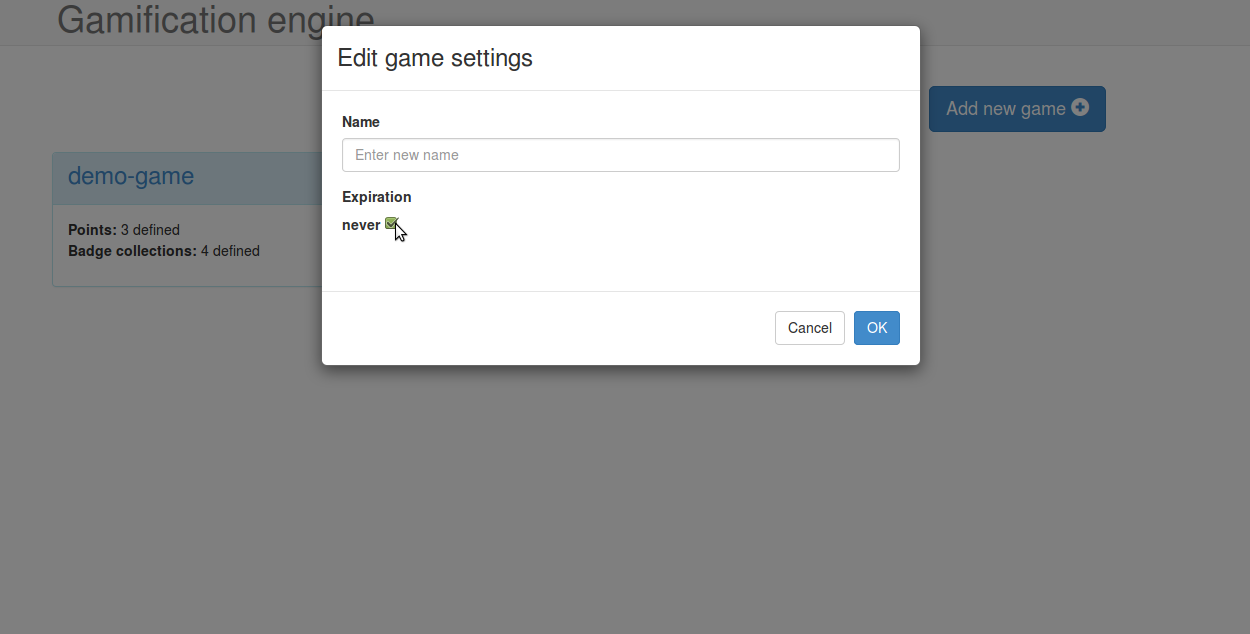 Gamification engine
Edit game settings
Add new game
Name
Enter new name
demo-game
Expiration
never
Points: 3 defined
Badge collections: 4 defined
Cancel
OK